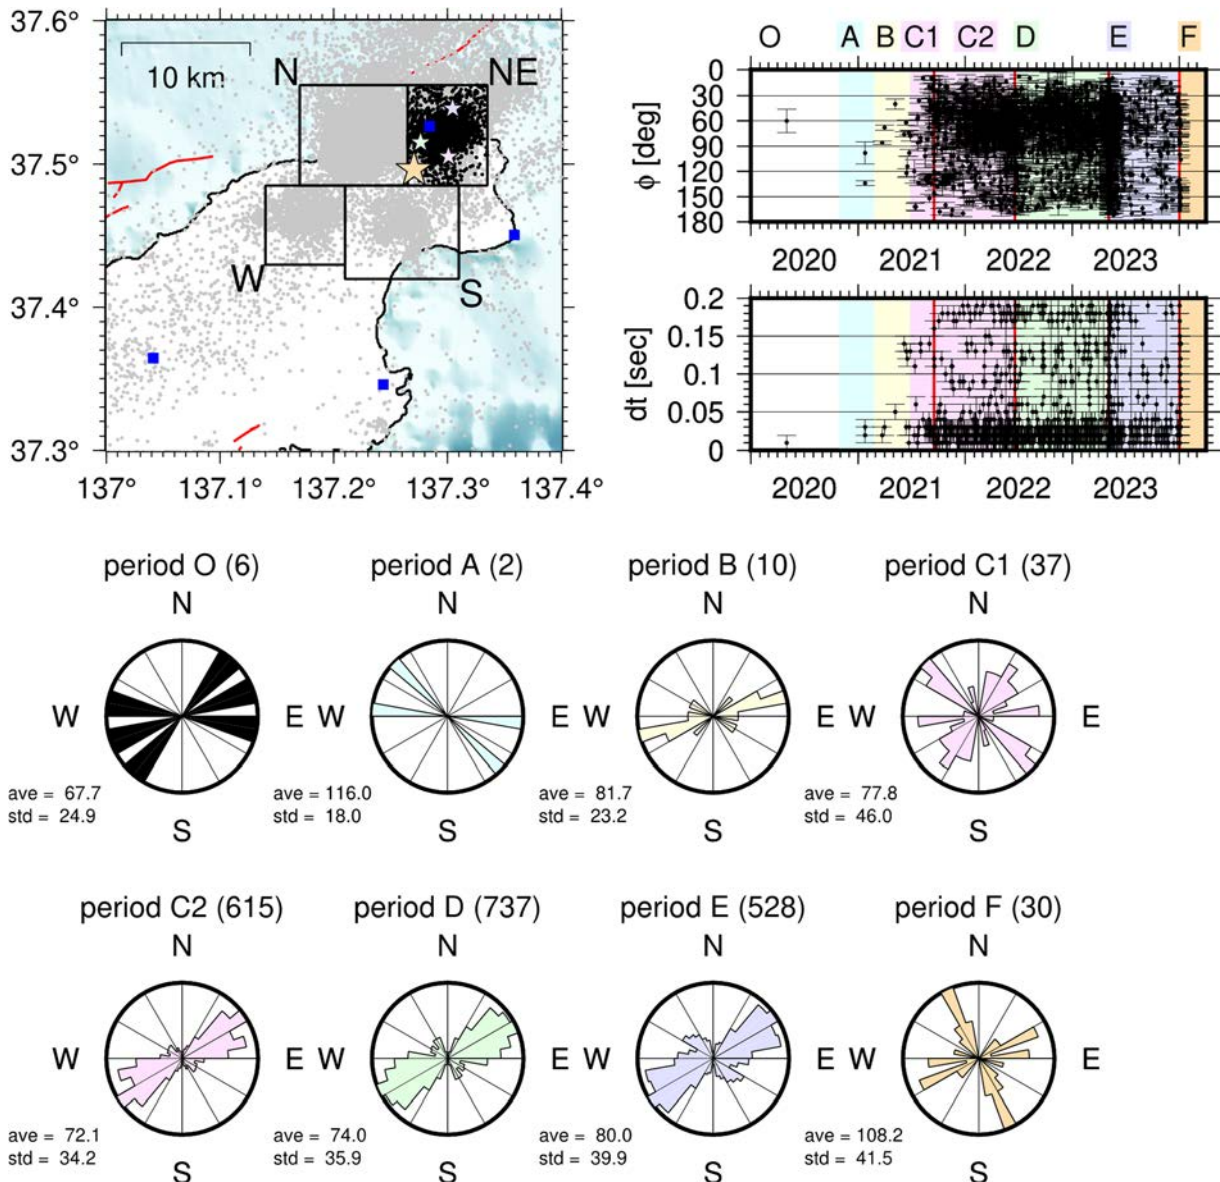 37.6°
37.5°
37.4°
37.3°
137°
137.1°
137.2°
137.3°
137.4°
10 km
N
NE
W
S
O A B C1 C2 D E F
0
30
60
90
120
150
180
ϕ [deg]
2020 2021 2022 2023
0.2
0.15
0.1
0.05
0
dt [sec]
2020 2021 2022 2023
period O (6)
N
W E
S
ave = 67.7
std = 24.9
period A (2)
N
W E
S
ave = 116.0
std = 18.0
period B (10)
N
W E
S
ave = 81.7
std = 23.2
period C1 (37)
N
W E
S
ave = 77.8
std = 46.0
period C2 (615)
N
W E
S
ave = 72.1
std = 34.2
period D (737)
N
W E
S
ave = 74.0
std = 35.9
period E (528)
N
W E
S
ave = 80.0
std = 39.9
period F (30)
N
W E
S
ave = 108.2
std = 41.5